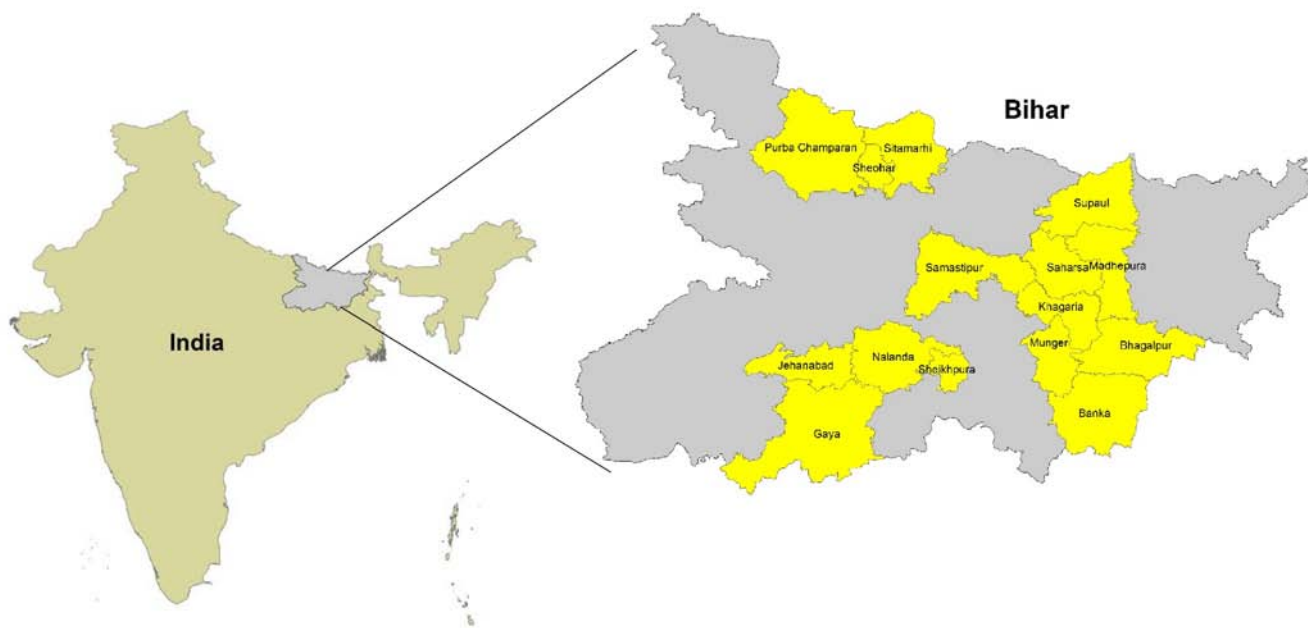 Bihar
Purba Champaran
Sitamarhi
Sheohar
Supaul
Samastipur
Saharsa
Madhepura
Khagaria
India
Munger
Bhagalpur
Jehanabad
Nalanda
Sheikhpura
Banka
Gaya